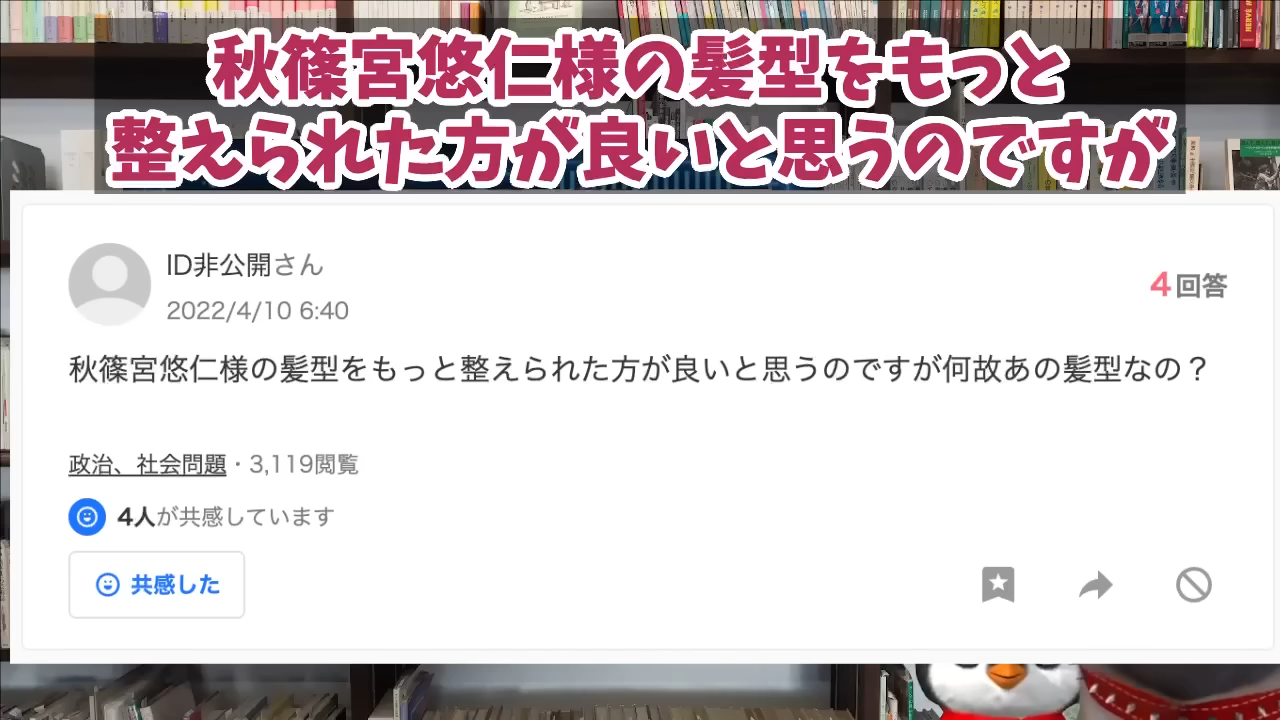 秋篠宮悠仁様の髪型をもっと
整えられた方が良いと思うのですが
ID非公開さん
2022/4/10 6:40
4回答
秋篠宮悠仁様の髪型をもっと整えられた方が良いと思うのですが何故あの髪型なの？
政治、社会問題・3,119閲覧
4人が共感しています
共感した